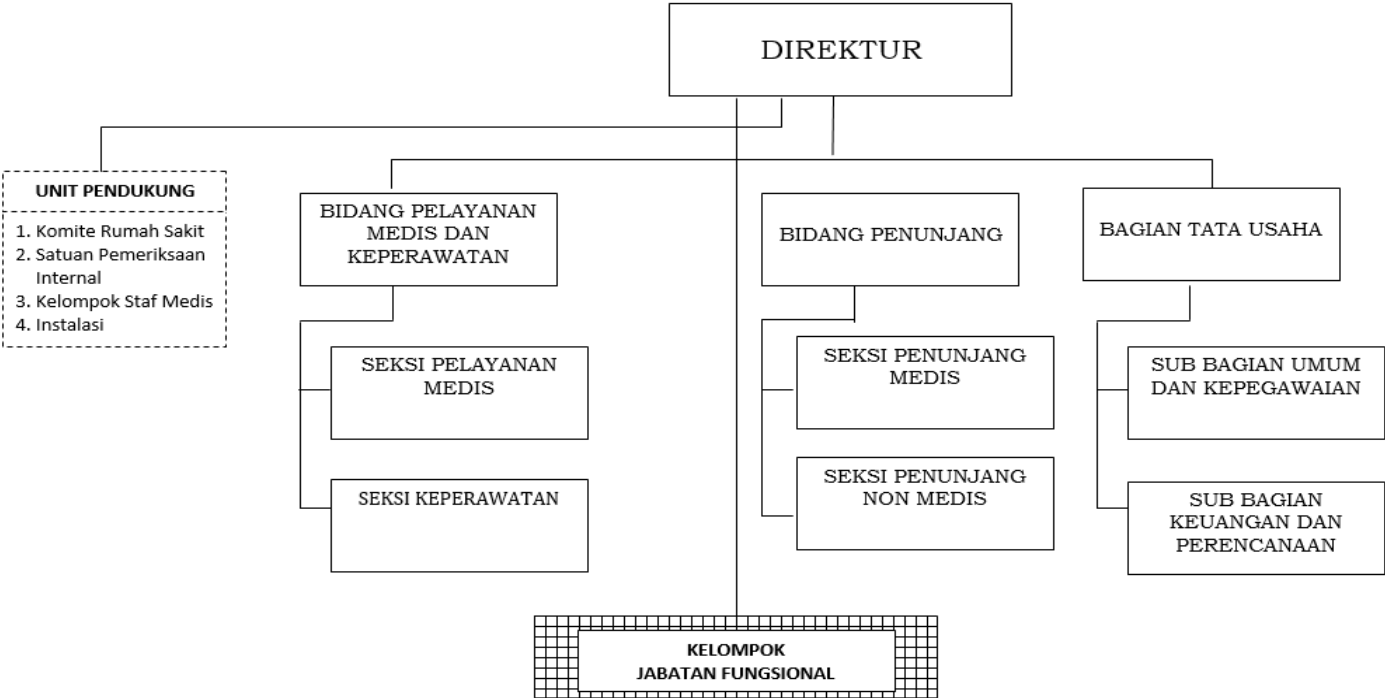 DIREKTUR
UNIT PENDUKUNG
1. Komite Rumah Sakit
2. Satuan Pemeriksaan
Internal
3. Kelompok Staf Medis
4. Instalasi
BIDANG PELAYANAN
MEDIS DAN
KEPERAWATAN
SEKSI PELAYANAN
MEDIS
SEKSI KEPERAWATAN
BIDANG PENUNJANG
SEKSI PENUNJANG
MEDIS
SEKSI PENUNJANG
NON MEDIS
BAGIAN TATA USAHA
SUB BAGIAN UMUM
DAN KEPEGAWAIAN
SUB BAGIAN
KEUANGAN DAN
PERENCANAAN
KELOMPOK
JABATAN FUNGSIONAL